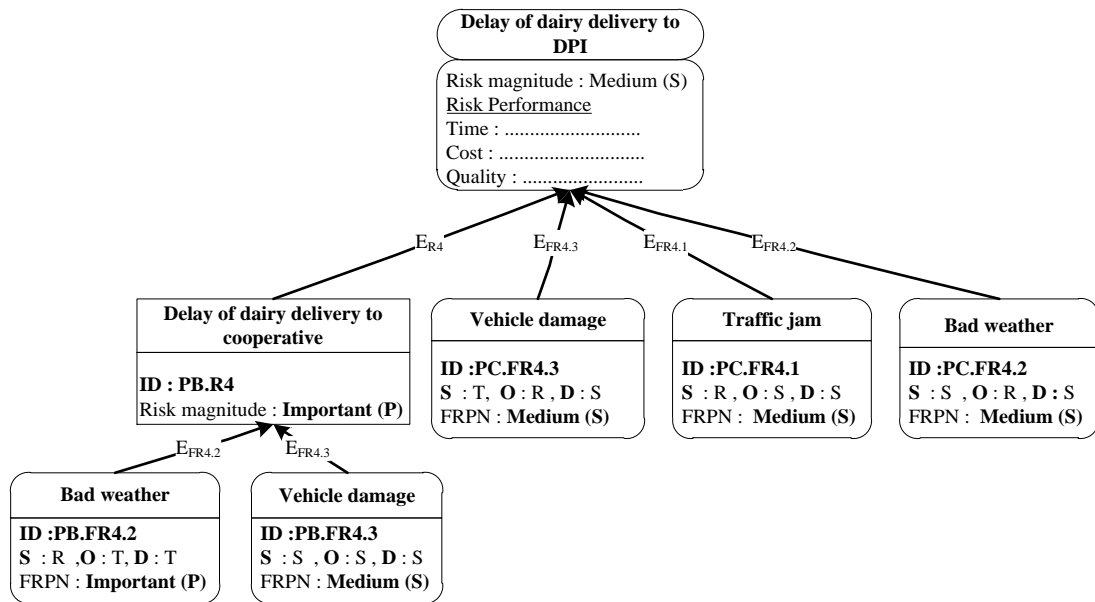 Delay of dairy delivery to
DPI
Risk magnitude : Medium (S)
Risk Performance
Time : ...........................
Cost : .............................
Quality : ........................
E_R4
E_FR4.3
E_FR4.1
E_FR4.2
Delay of dairy delivery to
cooperative
ID : PB.R4
Risk magnitude : Important (P)
Vehicle damage
ID :PC.FR4.3
S : T, O : R , D : S
FRPN : Medium (S)
Traffic jam
ID :PC.FR4.1
S : R , O : S , D : S
FRPN : Medium (S)
Bad weather
ID :PC.FR4.2
S : S , O : R , D : S
FRPN : Medium (S)
E_FR4.2
E_FR4.3
Bad weather
ID :PB.FR4.2
S : R ,O : T, D : T
FRPN : Important (P)
Vehicle damage
ID :PB.FR4.3
S : S , O : S , D : S
FRPN : Medium (S)